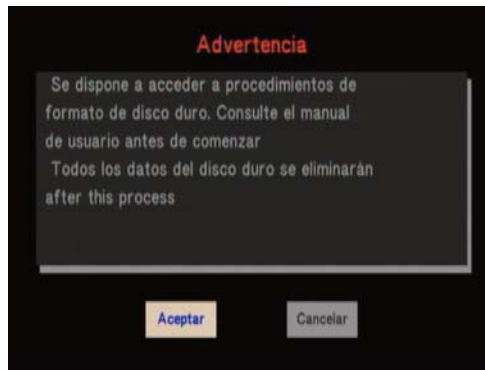 Advertencia
Se dispone a acceder a procedimientos de
formato de disco duro. Consulte el manual
de usuario antes de comenzar
Todos los datos del disco duro se eliminarán
after this process
Aceptar
Cancelar